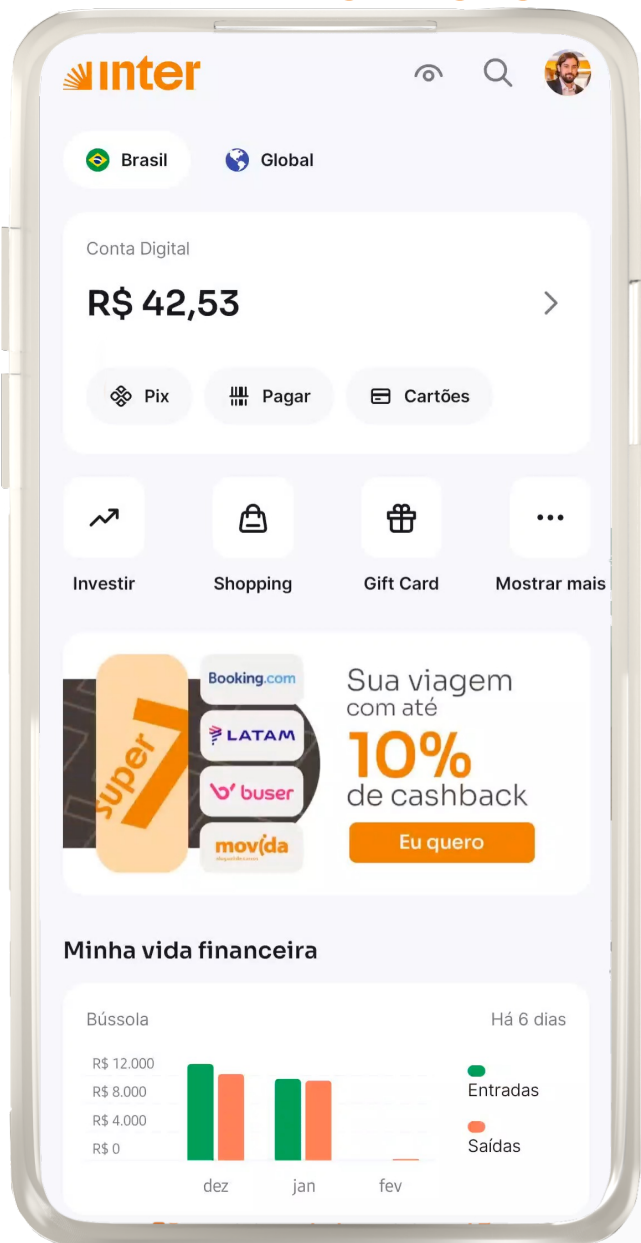 inter
Brasil
Global
Conta Digital
R$ 42,53
Pix
Pagar
Cartões
Investir
Shopping
Gift Card
Mostrar mais
super
7
Booking.com
LATAM
buser
movida
Sua viagem
com até
10%
de cashback
Eu quero
Minha vida financeira
Bússola
Há 6 dias
R$ 12.000
R$ 8.000
R$ 4.000
R$ 0
dez
jan
fev
Entradas
Saídas